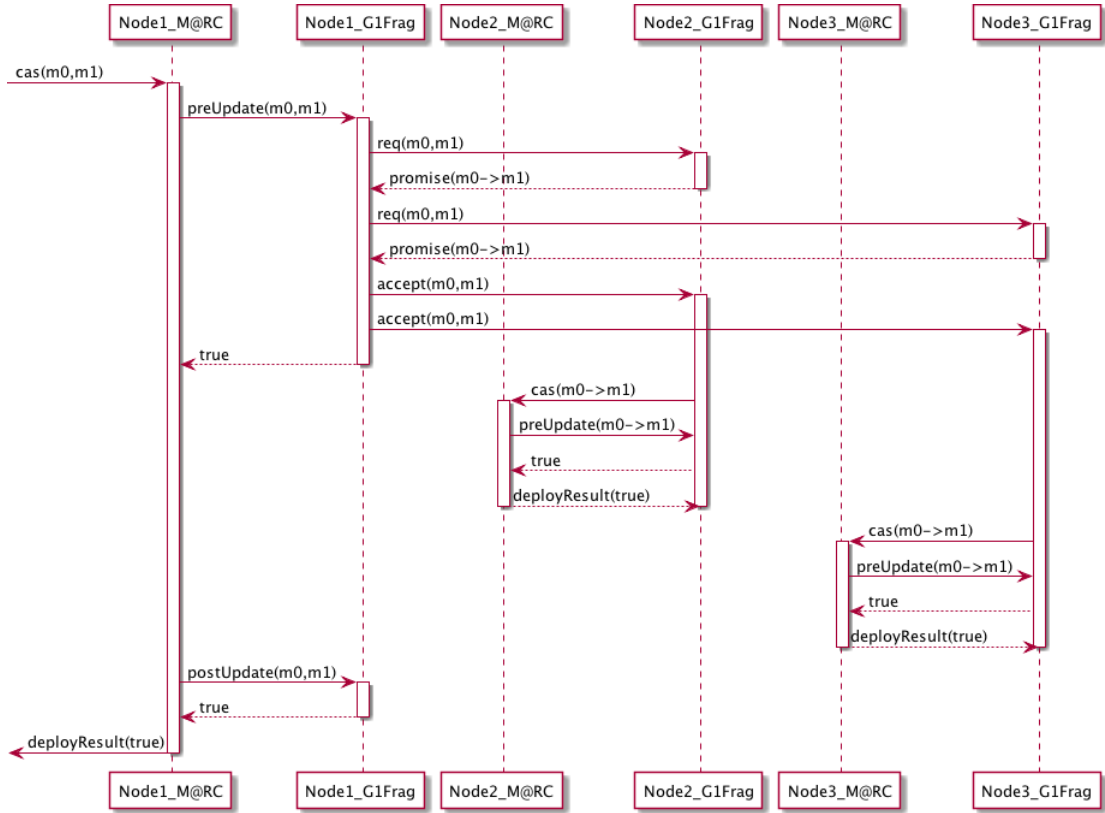 Node1_M@RC
Node1_G1Frag
Node2_M@RC
Node2_G1Frag
Node3_M@RC
Node3_G1Frag
cas(m0,m1)
preUpdate(m0,m1)
req(m0,m1)
promise(m0->m1)
req(m0,m1)
promise(m0->m1)
accept(m0,m1)
accept(m0,m1)
true
cas(m0->m1)
preUpdate(m0->m1)
true
deployResult(true)
cas(m0->m1)
preUpdate(m0->m1)
true
deployResult(true)
postUpdate(m0,m1)
true
deployResult(true)
Node1_M@RC
Node1_G1Frag
Node2_M@RC
Node2_G1Frag
Node3_M@RC
Node3_G1Frag